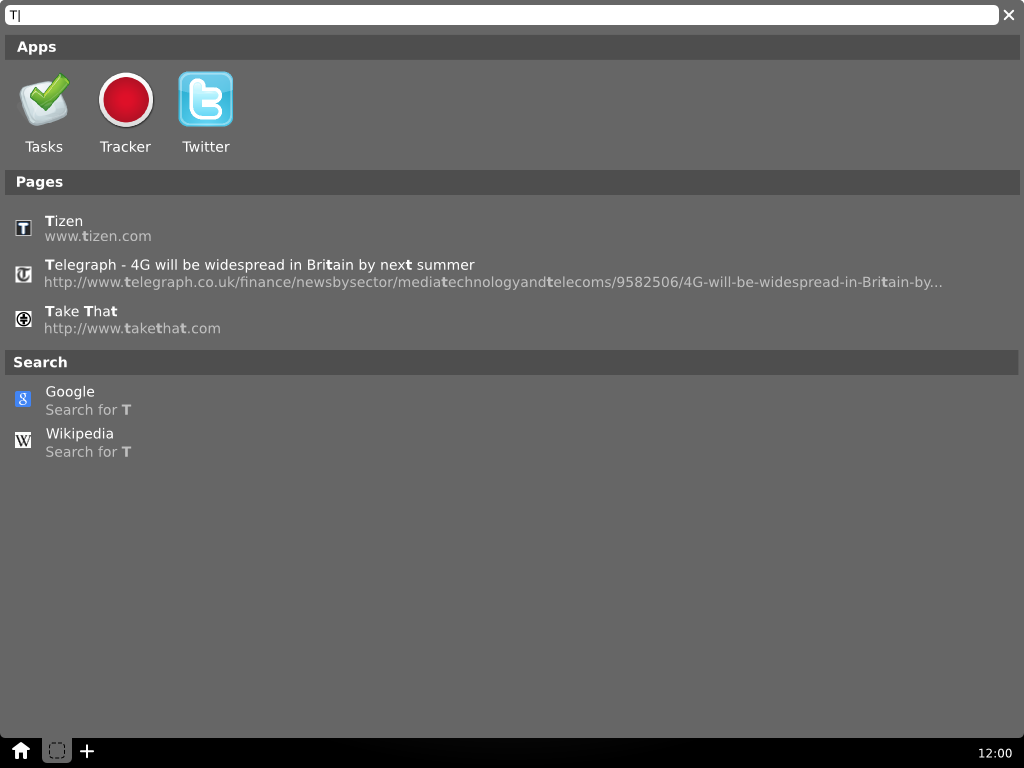 T
Apps
Tasks Tracker Twitter
Pages
T Tizen
www.tizen.com
T Telegraph - 4G will be widespread in Britain by next summer
http://www.telegraph.co.uk/finance/newsbysector/mediatechnologyandtelecoms/9582506/4G-will-be-widespread-in-Britain-by...
Take That
http://www.takethat.com
Search
g Google
Search for T
W Wikipedia
Search for T
12:00